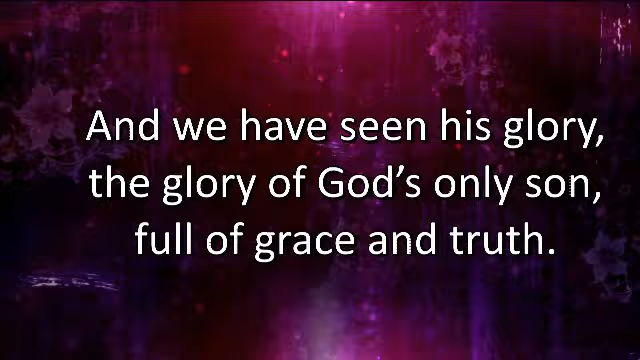 And we have seen his glory,
the glory of God’s only son,
full of grace and truth.